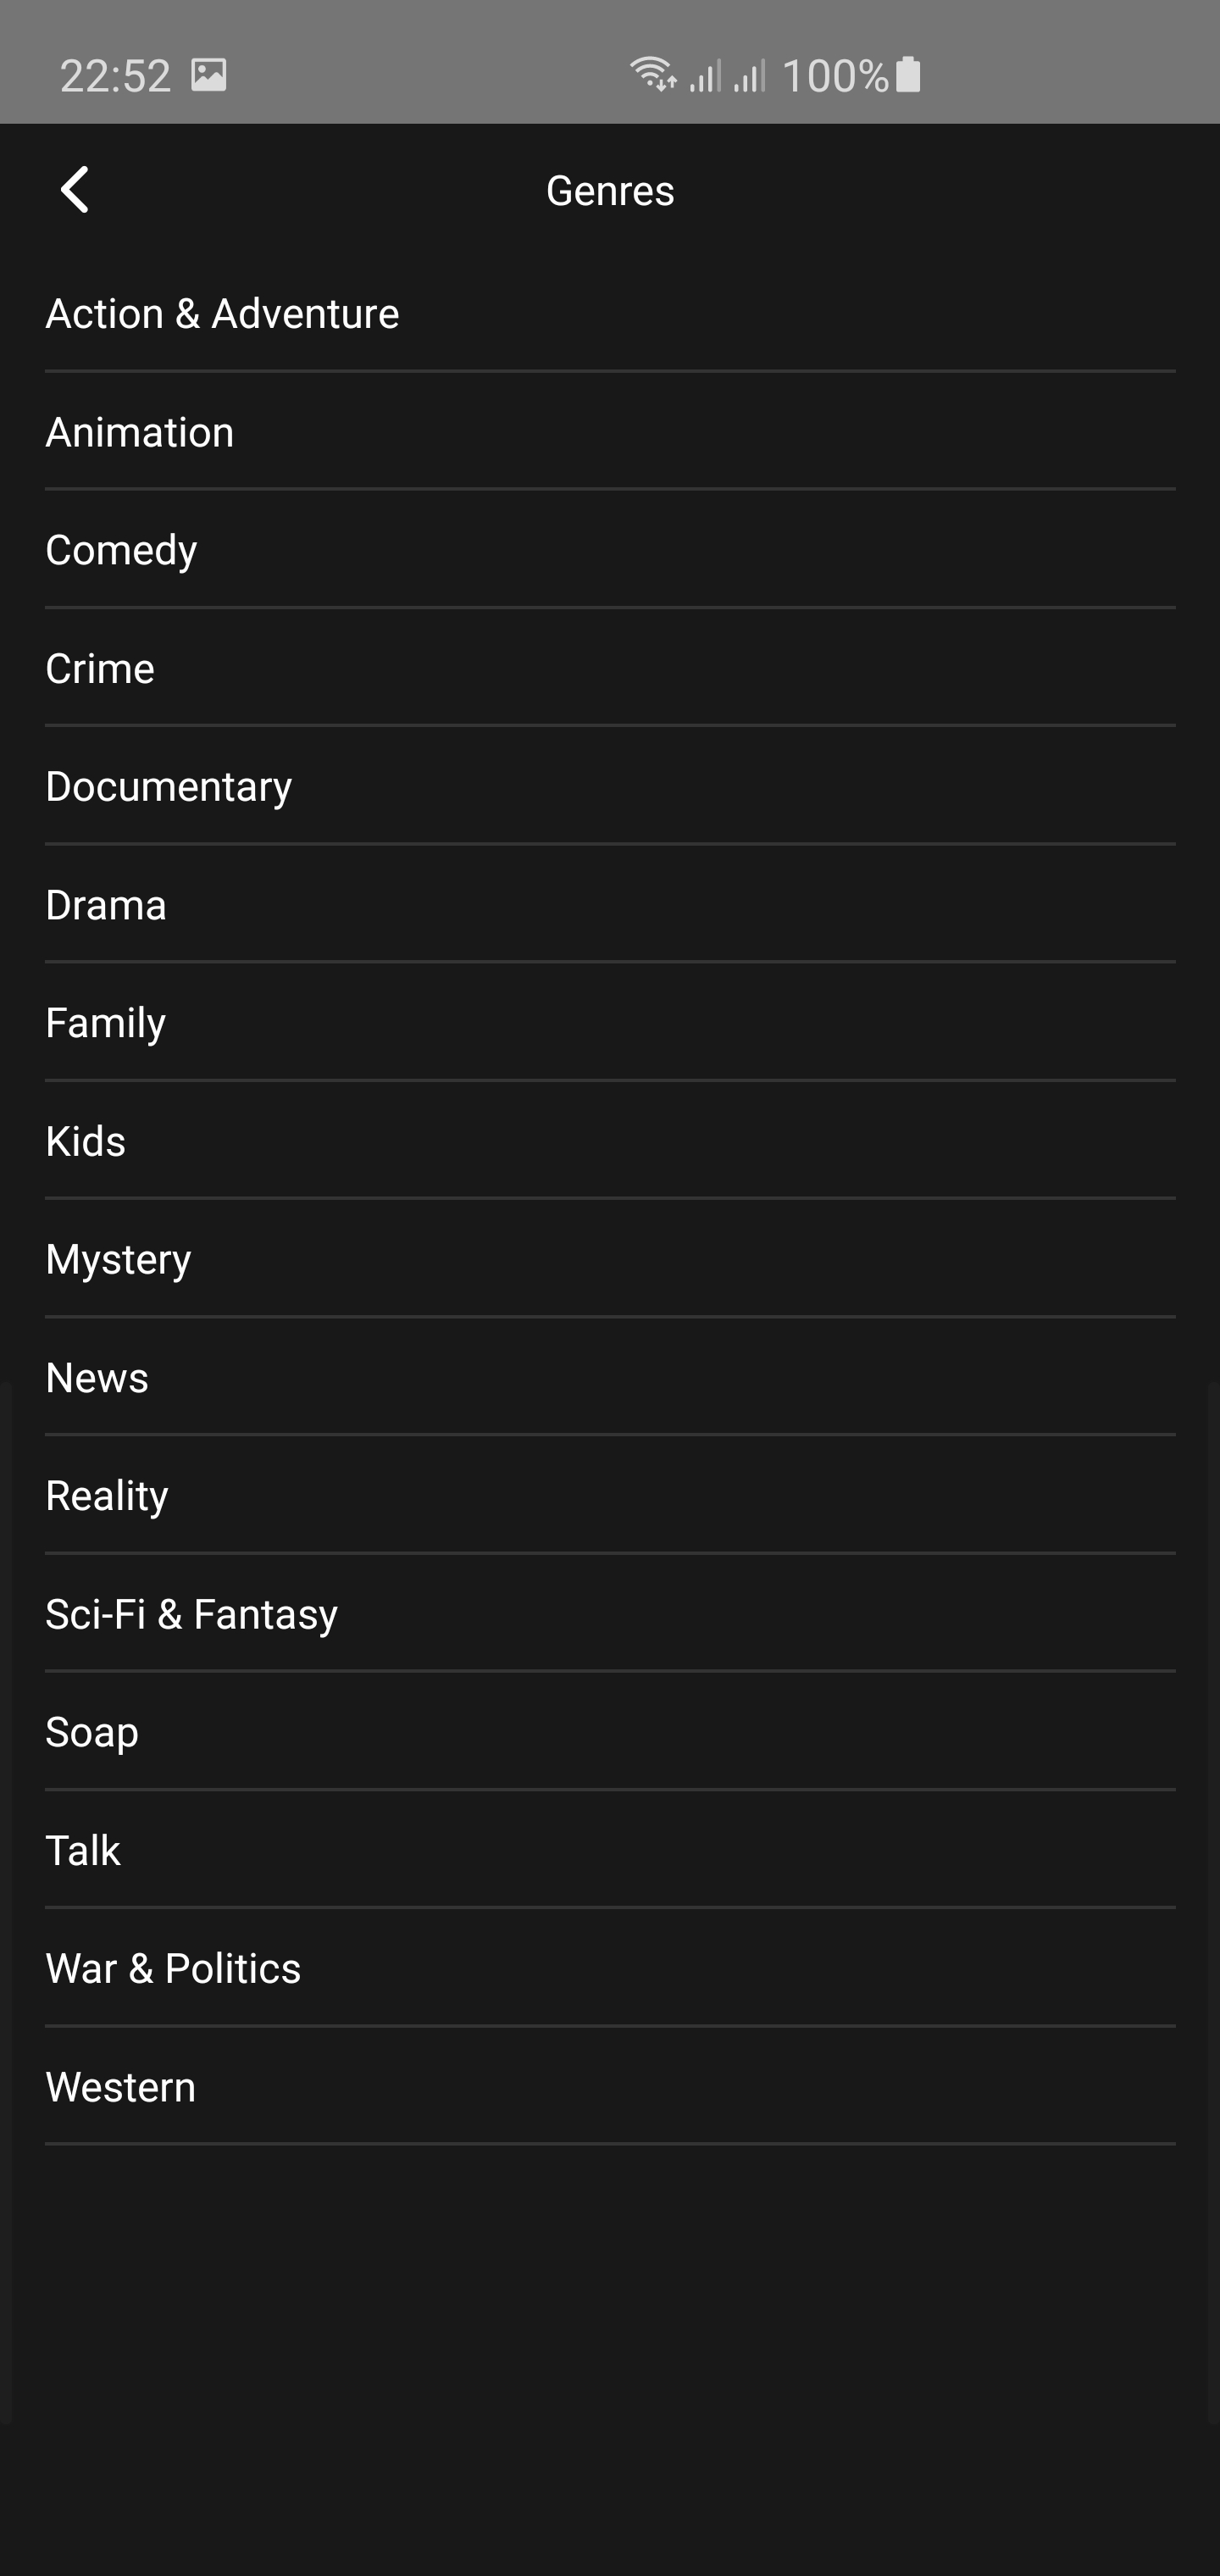 22:52 100%
Genres
Action & Adventure
Animation
Comedy
Crime
Documentary
Drama
Family
Kids
Mystery
News
Reality
Sci-Fi & Fantasy
Soap
Talk
War & Politics
Western